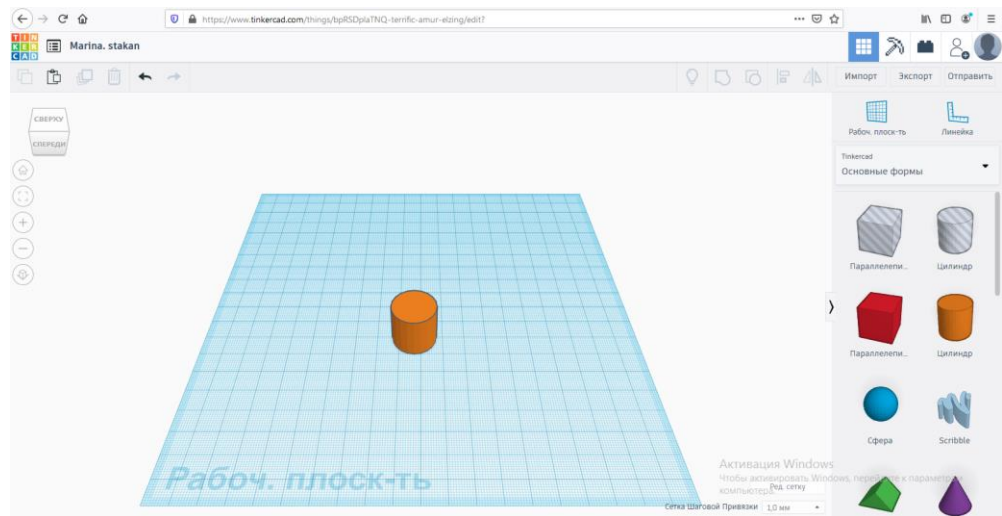 https://www.tinkercad.com/things/bpRSDplaTNQ-terrific-amur-elzing/edit?
TIN
KER
CAD
Marina. stakan
Импорт Экспорт Отправить
СВЕРХУ
СПЕРЕДИ
Рабоч. плоск-ть Линейка
Tinkercad
Основные формы
Параллелепи... Цилиндр
Параллелепи... Цилиндр
Сфера Scribble
Рабоч. плоск-ть
Активация Windows
Чтобы активировать Windows, перейдите к параметрам
компьютера.
Ред. сетку
Сетка Шаговой Привязки 1,0 мм